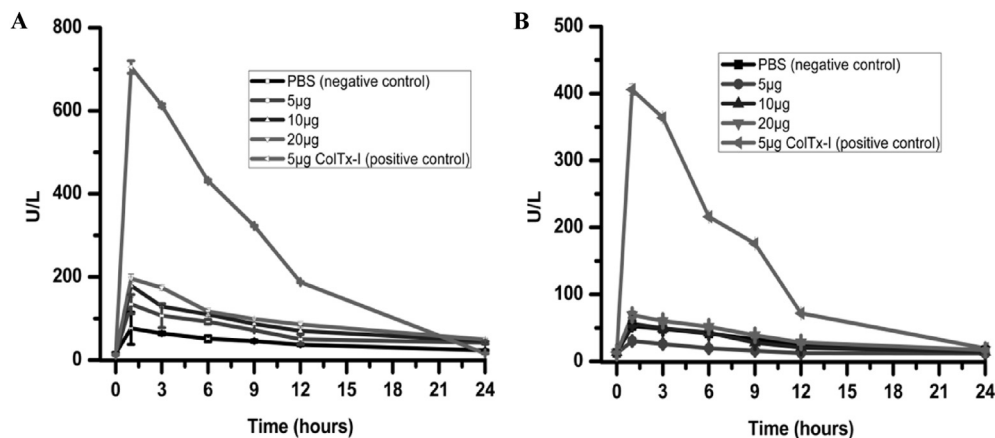 A
800
600
400
200
0
U/L
PBS (negative control)
5µg
10µg
20µg
5µg ColTx-I (positive control)
0 3 6 9 12 15 18 21 24
Time (hours)
B
500
400
300
200
100
0
U/L
PBS (negative control)
5µg
10µg
20µg
5µg ColTx-I (positive control)
0 3 6 9 12 15 18 21 24
Time (hours)